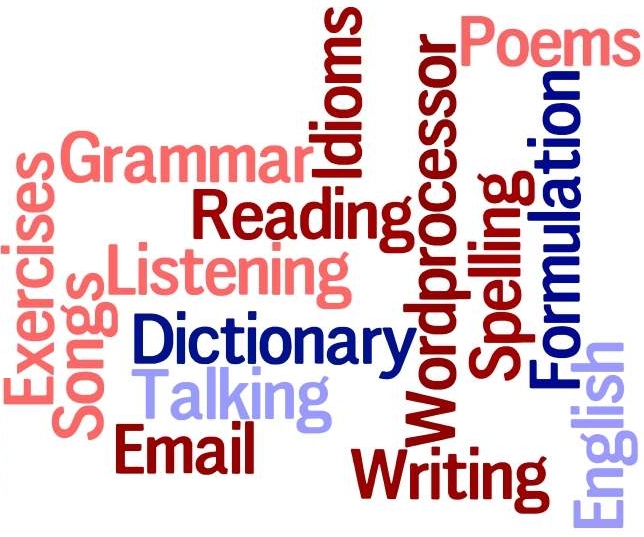 Poems
Idioms
Wordprocessor
Formulation
Grammar
Exercises
Reading
Spelling
Listening
Songs
Dictionary
Talking
English
Email
Writing